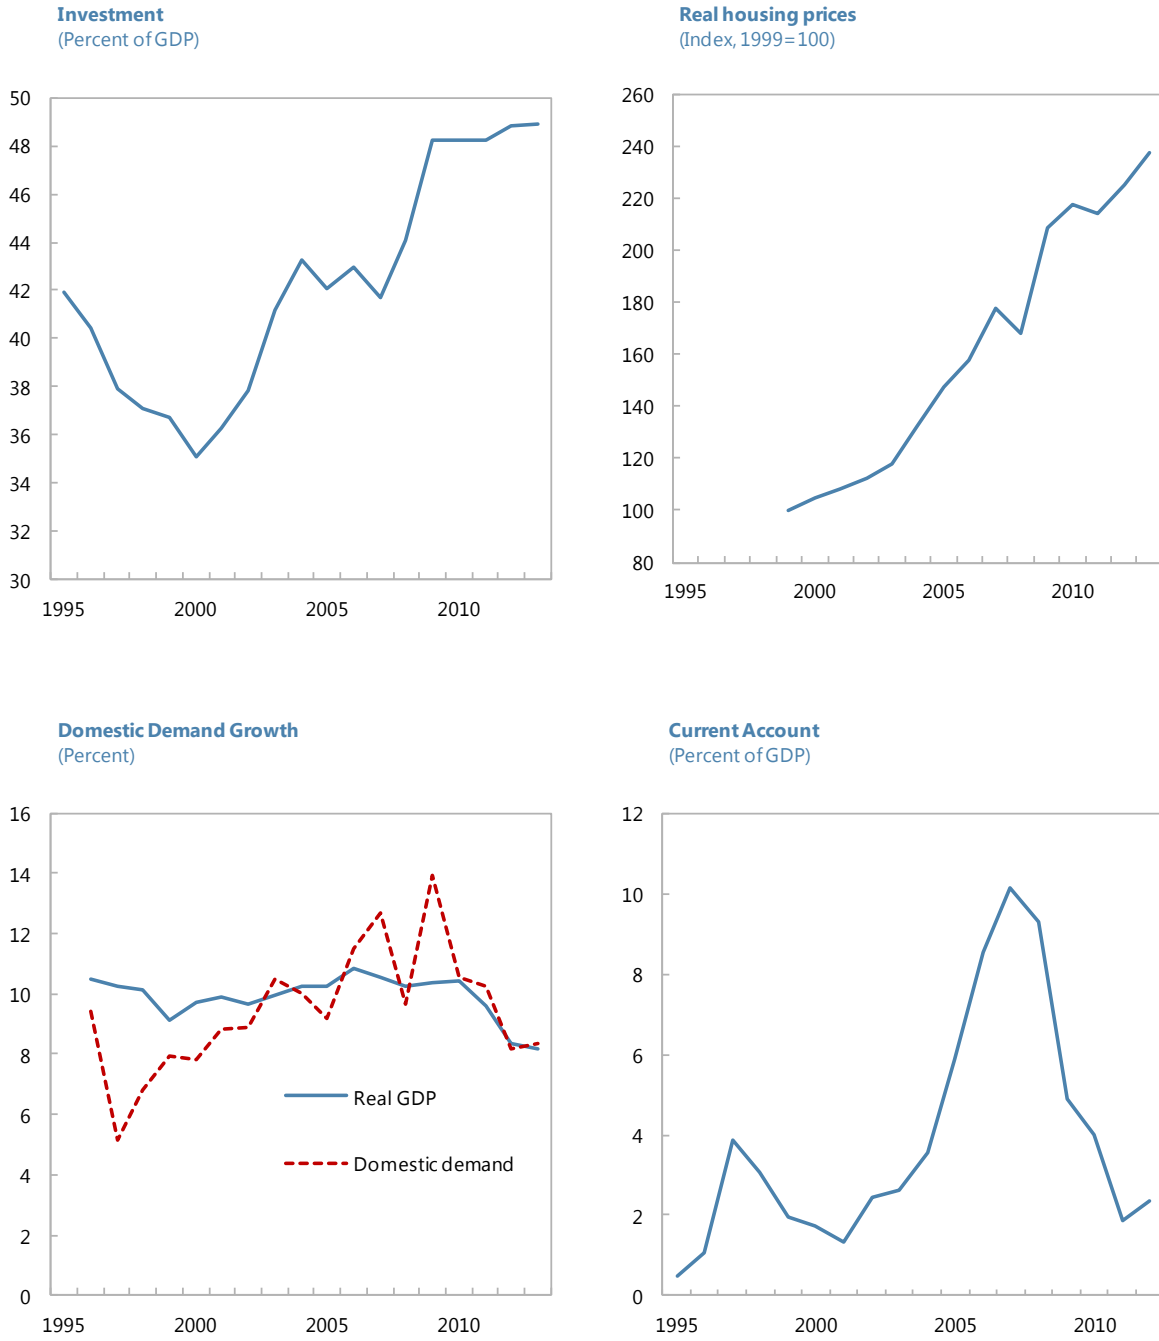 Investment
(Percent of GDP)
50
48
46
44
42
40
38
36
34
32
30
1995 2000 2005 2010
Real housing prices
(Index, 1999=100)
260
240
220
200
180
160
140
120
100
80
1995 2000 2005 2010
Domestic Demand Growth
(Percent)
16
14
12
10
8
6
4
2
0
Real GDP
Domestic demand
1995 2000 2005 2010
Current Account
(Percent of GDP)
12
10
8
6
4
2
0
1995 2000 2005 2010